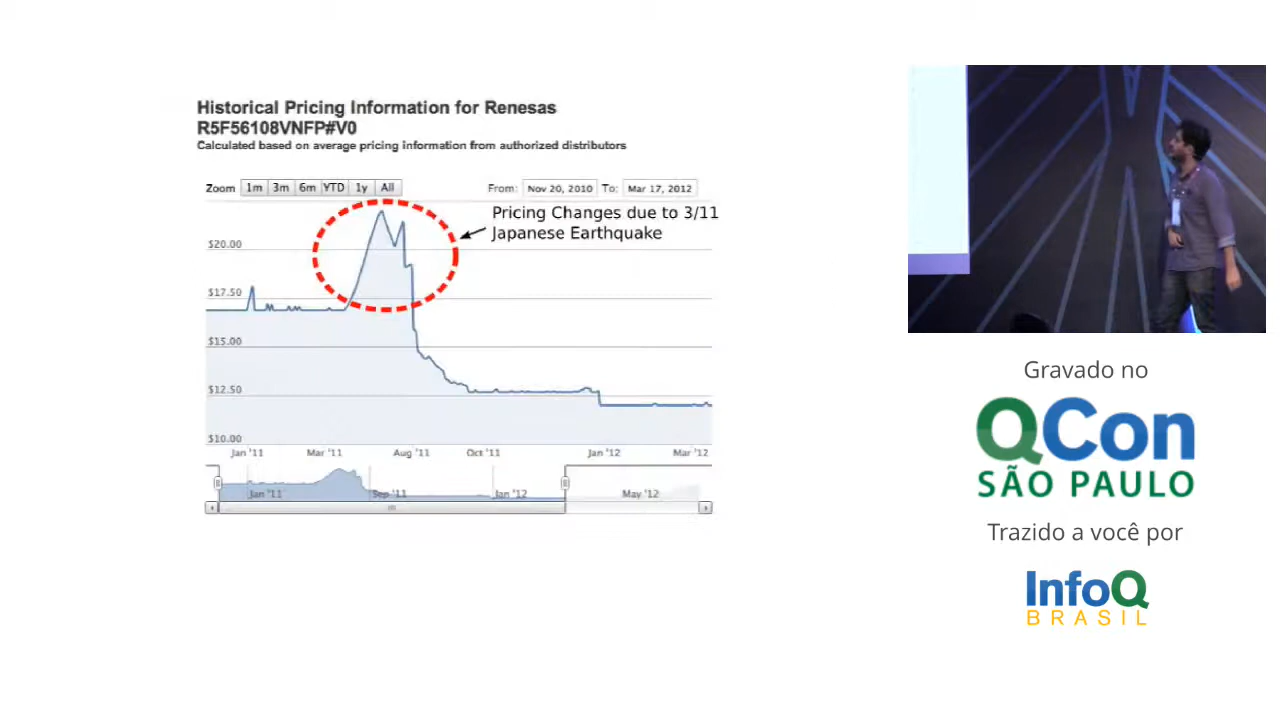 Historical Pricing Information for Renesas
R5F56108VNFP#V0
Calculated based on average pricing information from authorized distributors
Zoom 1m 3m 6m YTD 1y All From: Nov 20, 2010 To: Mar 17, 2012
Pricing Changes due to 3/11
Japanese Earthquake
$20.00
$17.50
$15.00
$12.50
$10.00
Jan '11 Mar '11 Aug '11 Oct '11 Jan '12 Mar '12
Jan '11 Sep '11 Jan '12 May '12
Gravado no
QCon
SÃO PAULO
Trazido a você por
InfoQ
BRASIL